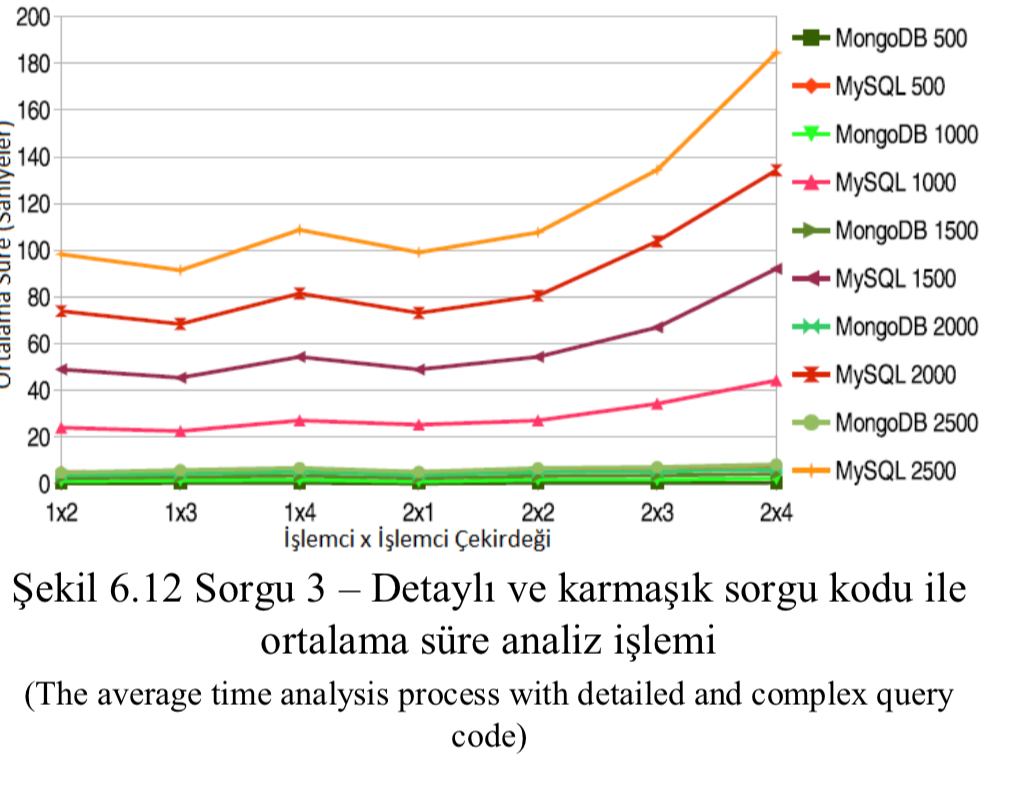 200
180
160
140
120
100
80
60
40
20
0
Ortalama Süre (Saniyeler)
1x2 1x3 1x4 2x1 2x2 2x3 2x4
İşlemci x İşlemci Çekirdeği
MongoDB 500
MySQL 500
MongoDB 1000
MySQL 1000
MongoDB 1500
MySQL 1500
MongoDB 2000
MySQL 2000
MongoDB 2500
MySQL 2500
Şekil 6.12 Sorgu 3 – Detaylı ve karmaşık sorgu kodu ile
ortalama süre analiz işlemi
(The average time analysis process with detailed and complex query
code)